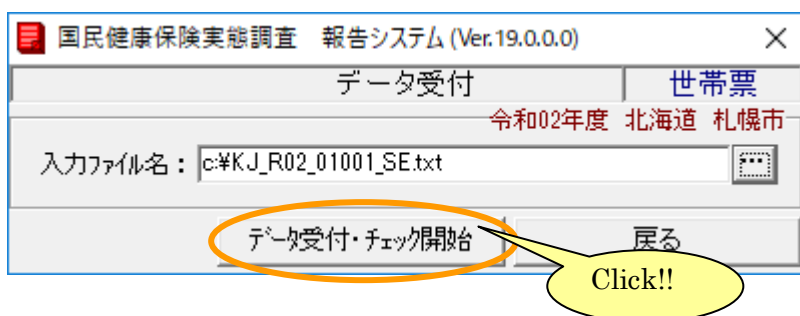 国民健康保険実態調査　報告システム (Ver.19.0.0.0)
データ受付 世帯票
令和02年度 北海道 札幌市
入力ファイル名： c:¥KJ_R02_01001_SE.txt ...
データ受付・チェック開始 戻る
Click!!